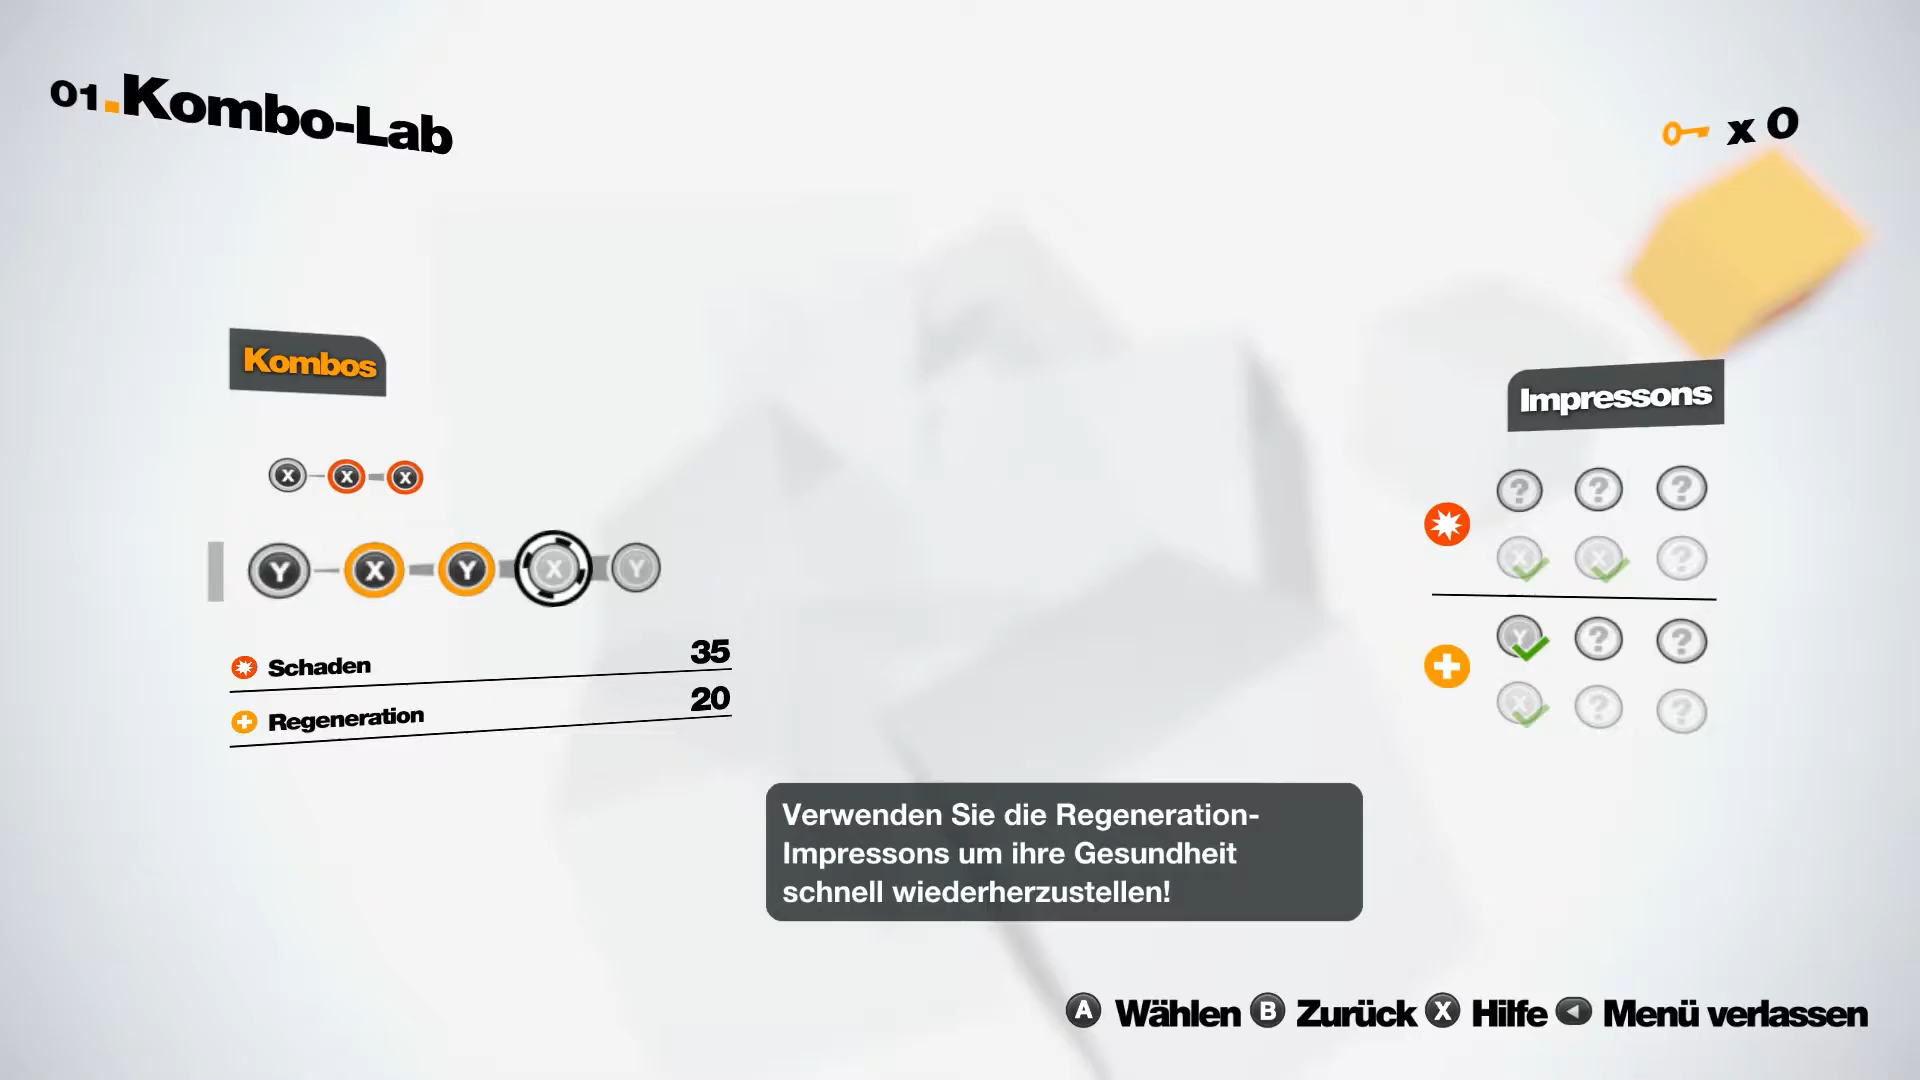 01.Kombo-Lab
x 0
Kombos
Impressons
X X X
Y X Y X Y
? ? ?
X X ?
Y ? ?
X ? ?
Schaden 35
Regeneration 20
Verwenden Sie die Regeneration-
Impressons um ihre Gesundheit
schnell wiederherzustellen!
A Wählen B Zurück X Hilfe Menü verlassen